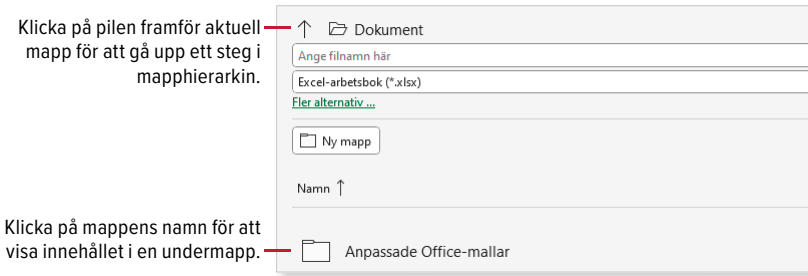 Klicka på pilen framför aktuell
mapp för att gå upp ett steg i
mapphierarkin.
Dokument
Ange filnamn här
Excel-arbetsbok (*.xlsx)
Fler alternativ ...
Ny mapp
Namn ↑
Klicka på mappens namn för att
visa innehållet i en undermapp.
Anpassade Office-mallar